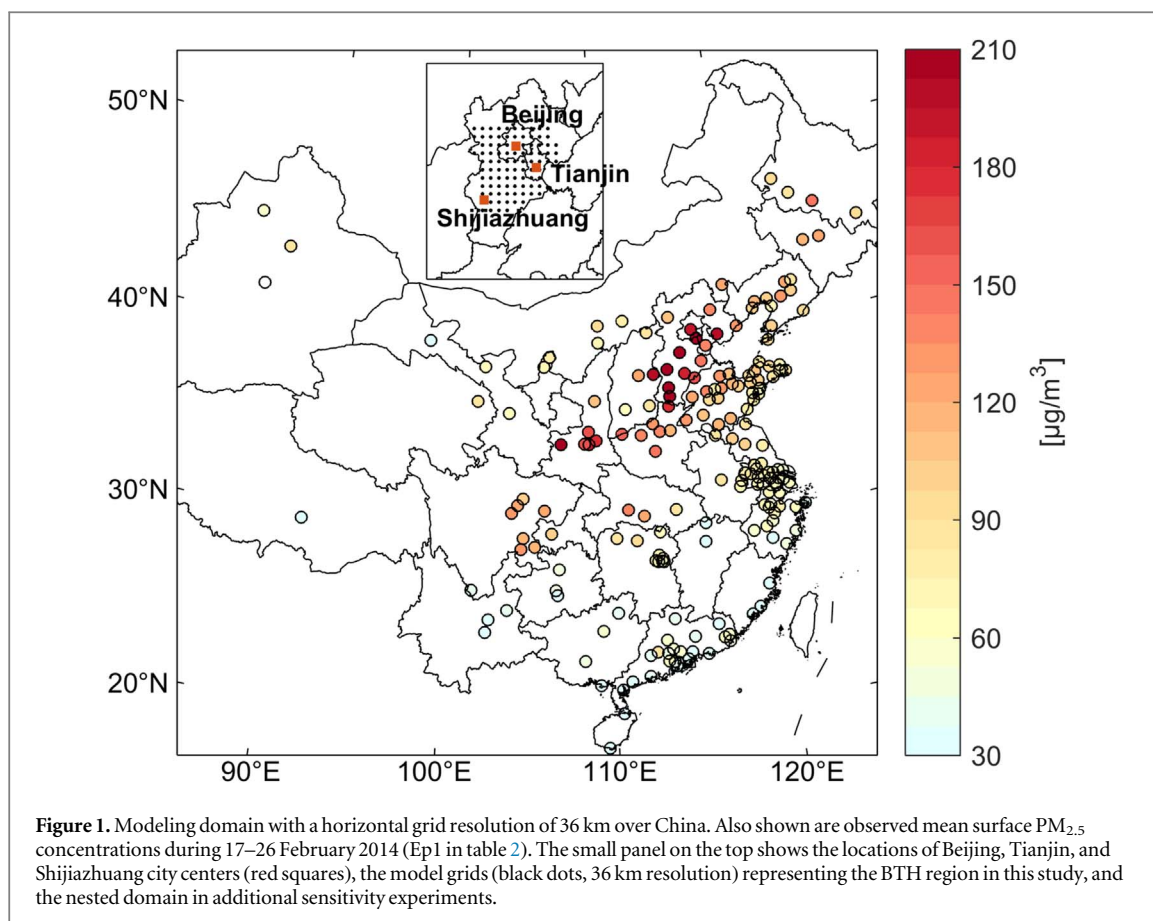 50°N
40°N
30°N
20°N
90°E
100°E
110°E
120°E
Beijing
Tianjin
Shijiazhuang
210
180
150
120
90
60
30
[µg/m³]
Figure 1. Modeling domain with a horizontal grid resolution of 36 km over China. Also shown are observed mean surface PM₂.₅
concentrations during 17–26 February 2014 (Ep1 in table 2). The small panel on the top shows the locations of Beijing, Tianjin, and
Shijiazhuang city centers (red squares), the model grids (black dots, 36 km resolution) representing the BTH region in this study, and
the nested domain in additional sensitivity experiments.